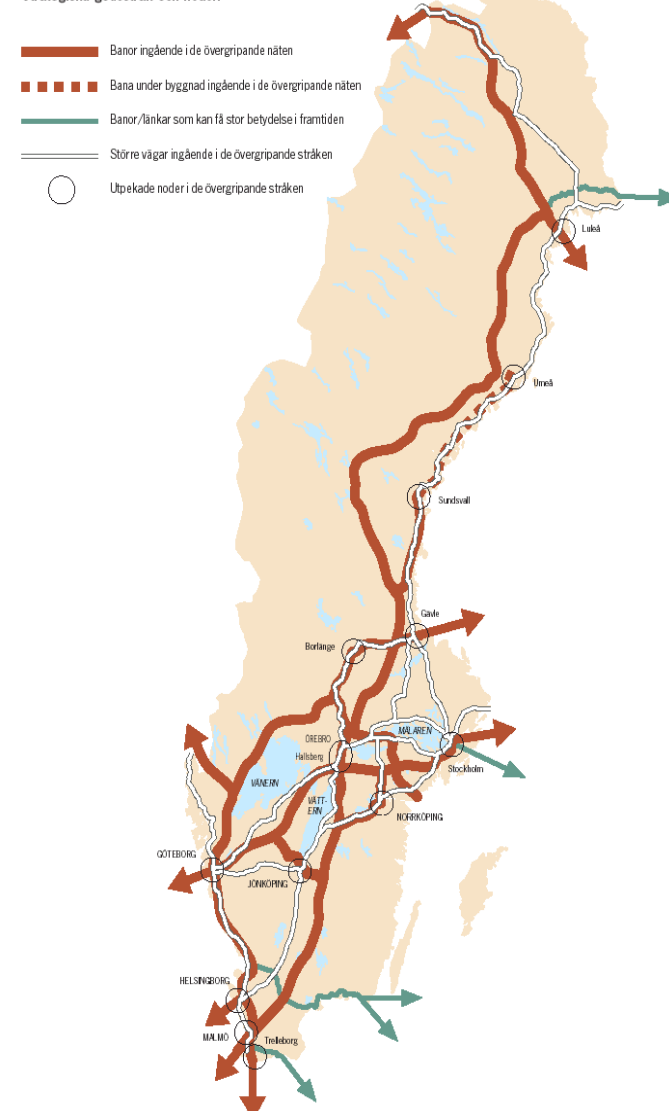 Banor ingående i de övergripande näten
Bana under byggnad ingående i de övergripande näten
Banor/länkar som kan få stor betydelse i framtiden
Större vägar ingående i de övergripande stråken
Utpekade noder i de övergripande stråken
Luleå
Umeå
Sundsvall
Gävle
Borlänge
ÖREBRO
Hallsberg
MÄLAREN
Stockholm
VÄNERN
VÄTT-
ERN
NORRKÖPING
GÖTEBORG
JÖNKÖPING
HELSINGBORG
MALMÖ
Trelleborg